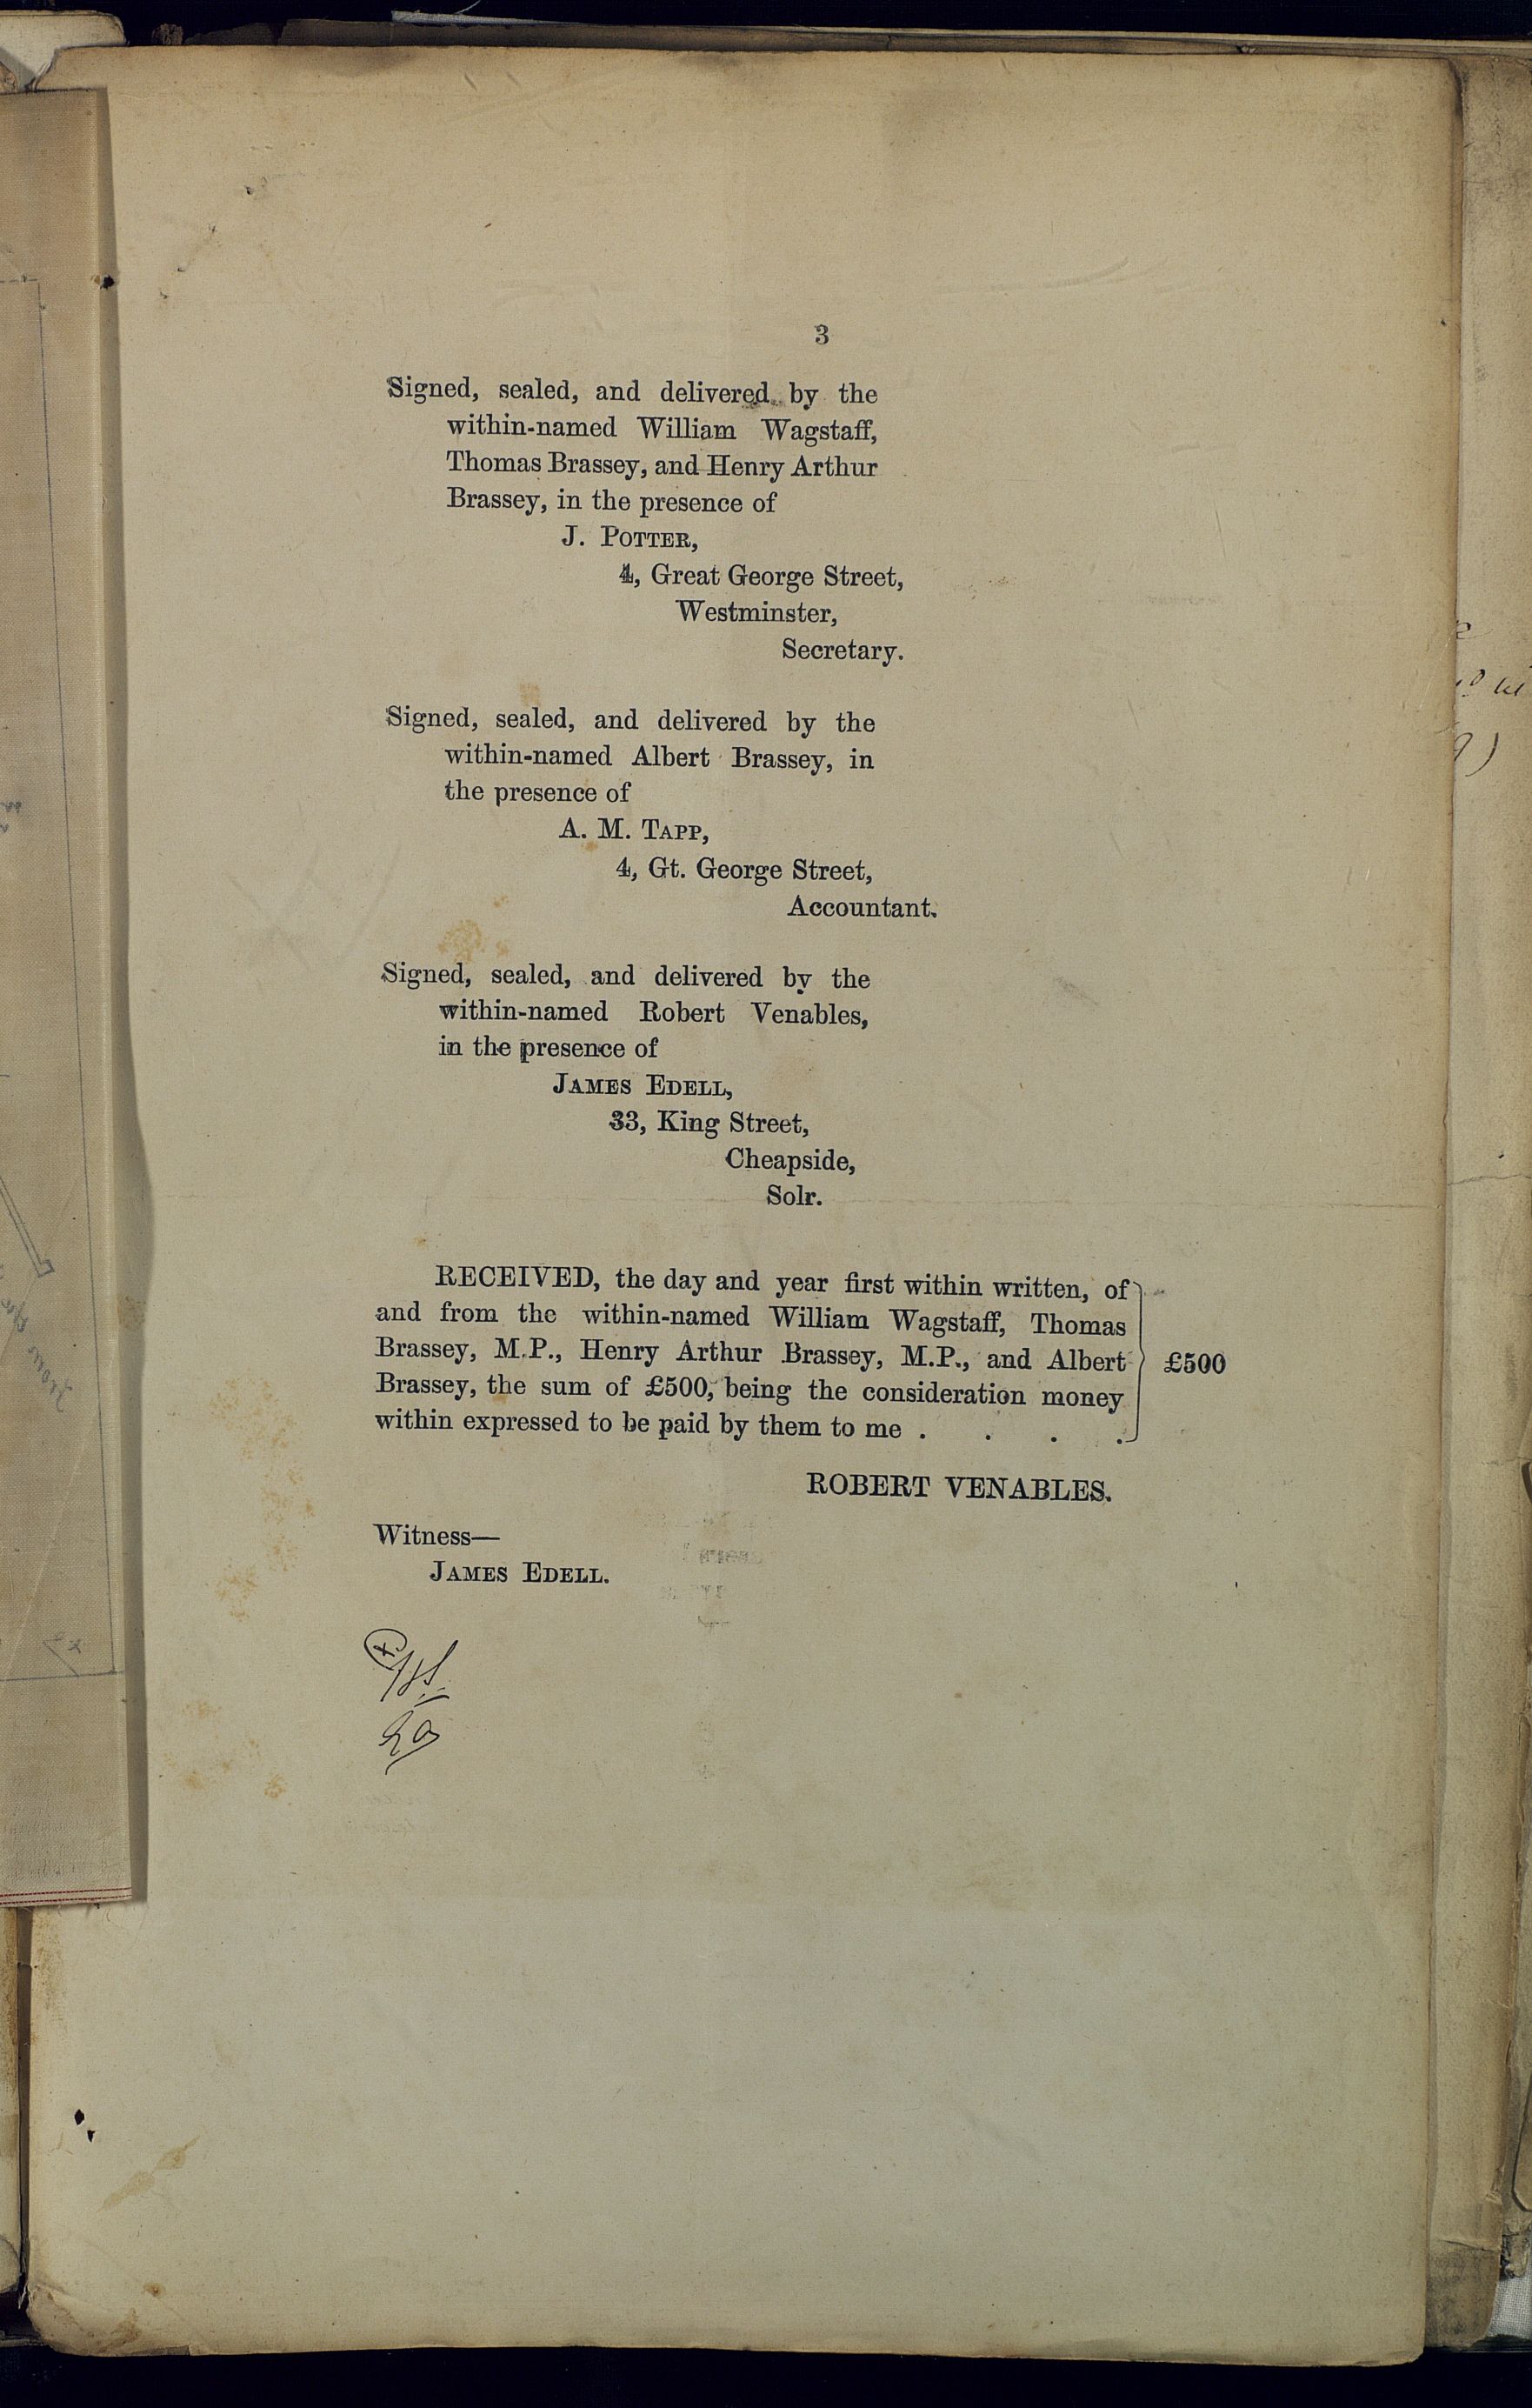 3
Signed, sealed, and delivered by the
within-named William Wagstaff,
Thomas Brassey, and Henry Arthur
Brassey, in the presence of
J. POTTER,
4, Great George Street,
Westminster,
Secretary.
Signed, sealed, and delivered by the
within-named Albert Brassey, in
the presence of
A. M. TAPP,
4, Gt. George Street,
Accountant.
Signed, sealed, and delivered by the
within-named Robert Venables,
in the presence of
JAMES EDELL,
33, King Street,
Cheapside,
Solr.
RECEIVED, the day and year first within written, of
and from the within-named William Wagstaff, Thomas
Brassey, M.P., Henry Arthur Brassey, M.P., and Albert
Brassey, the sum of £500, being the consideration money
within expressed to be paid by them to me . . . .
£500
ROBERT VENABLES.
Witness—
JAMES EDELL.